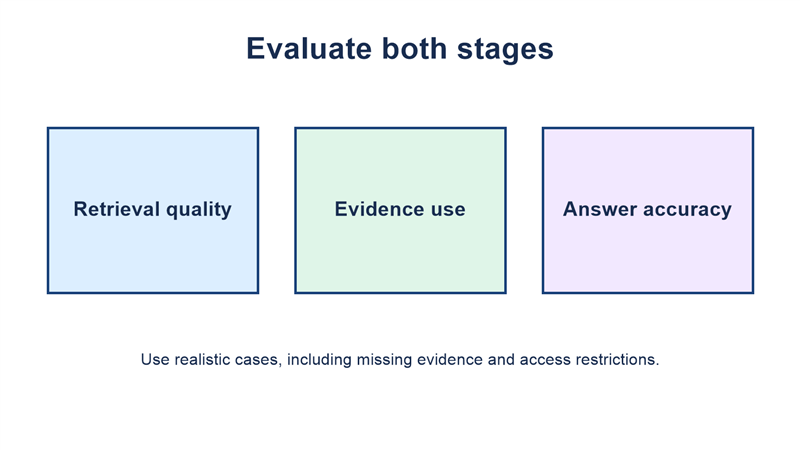 Evaluate both stages
Retrieval quality
Evidence use
Answer accuracy
Use realistic cases, including missing evidence and access restrictions.